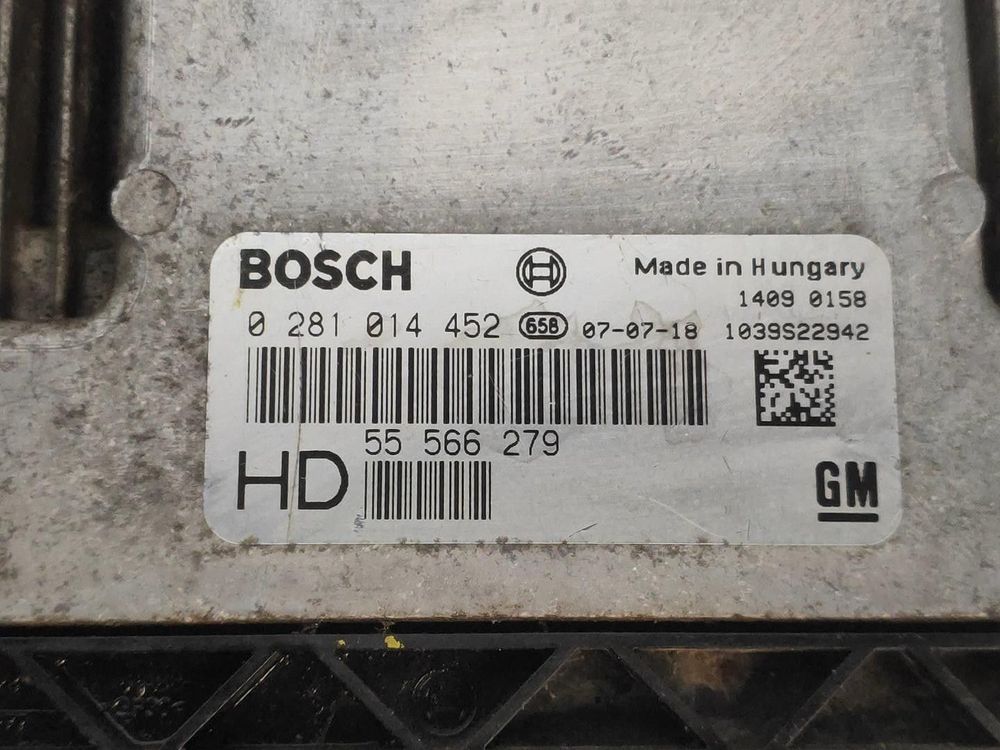 BOSCH
Made in Hungary
1409 0158
0 281 014 452 658 07-07-18 1039S22942
55 566 279
HD
GM